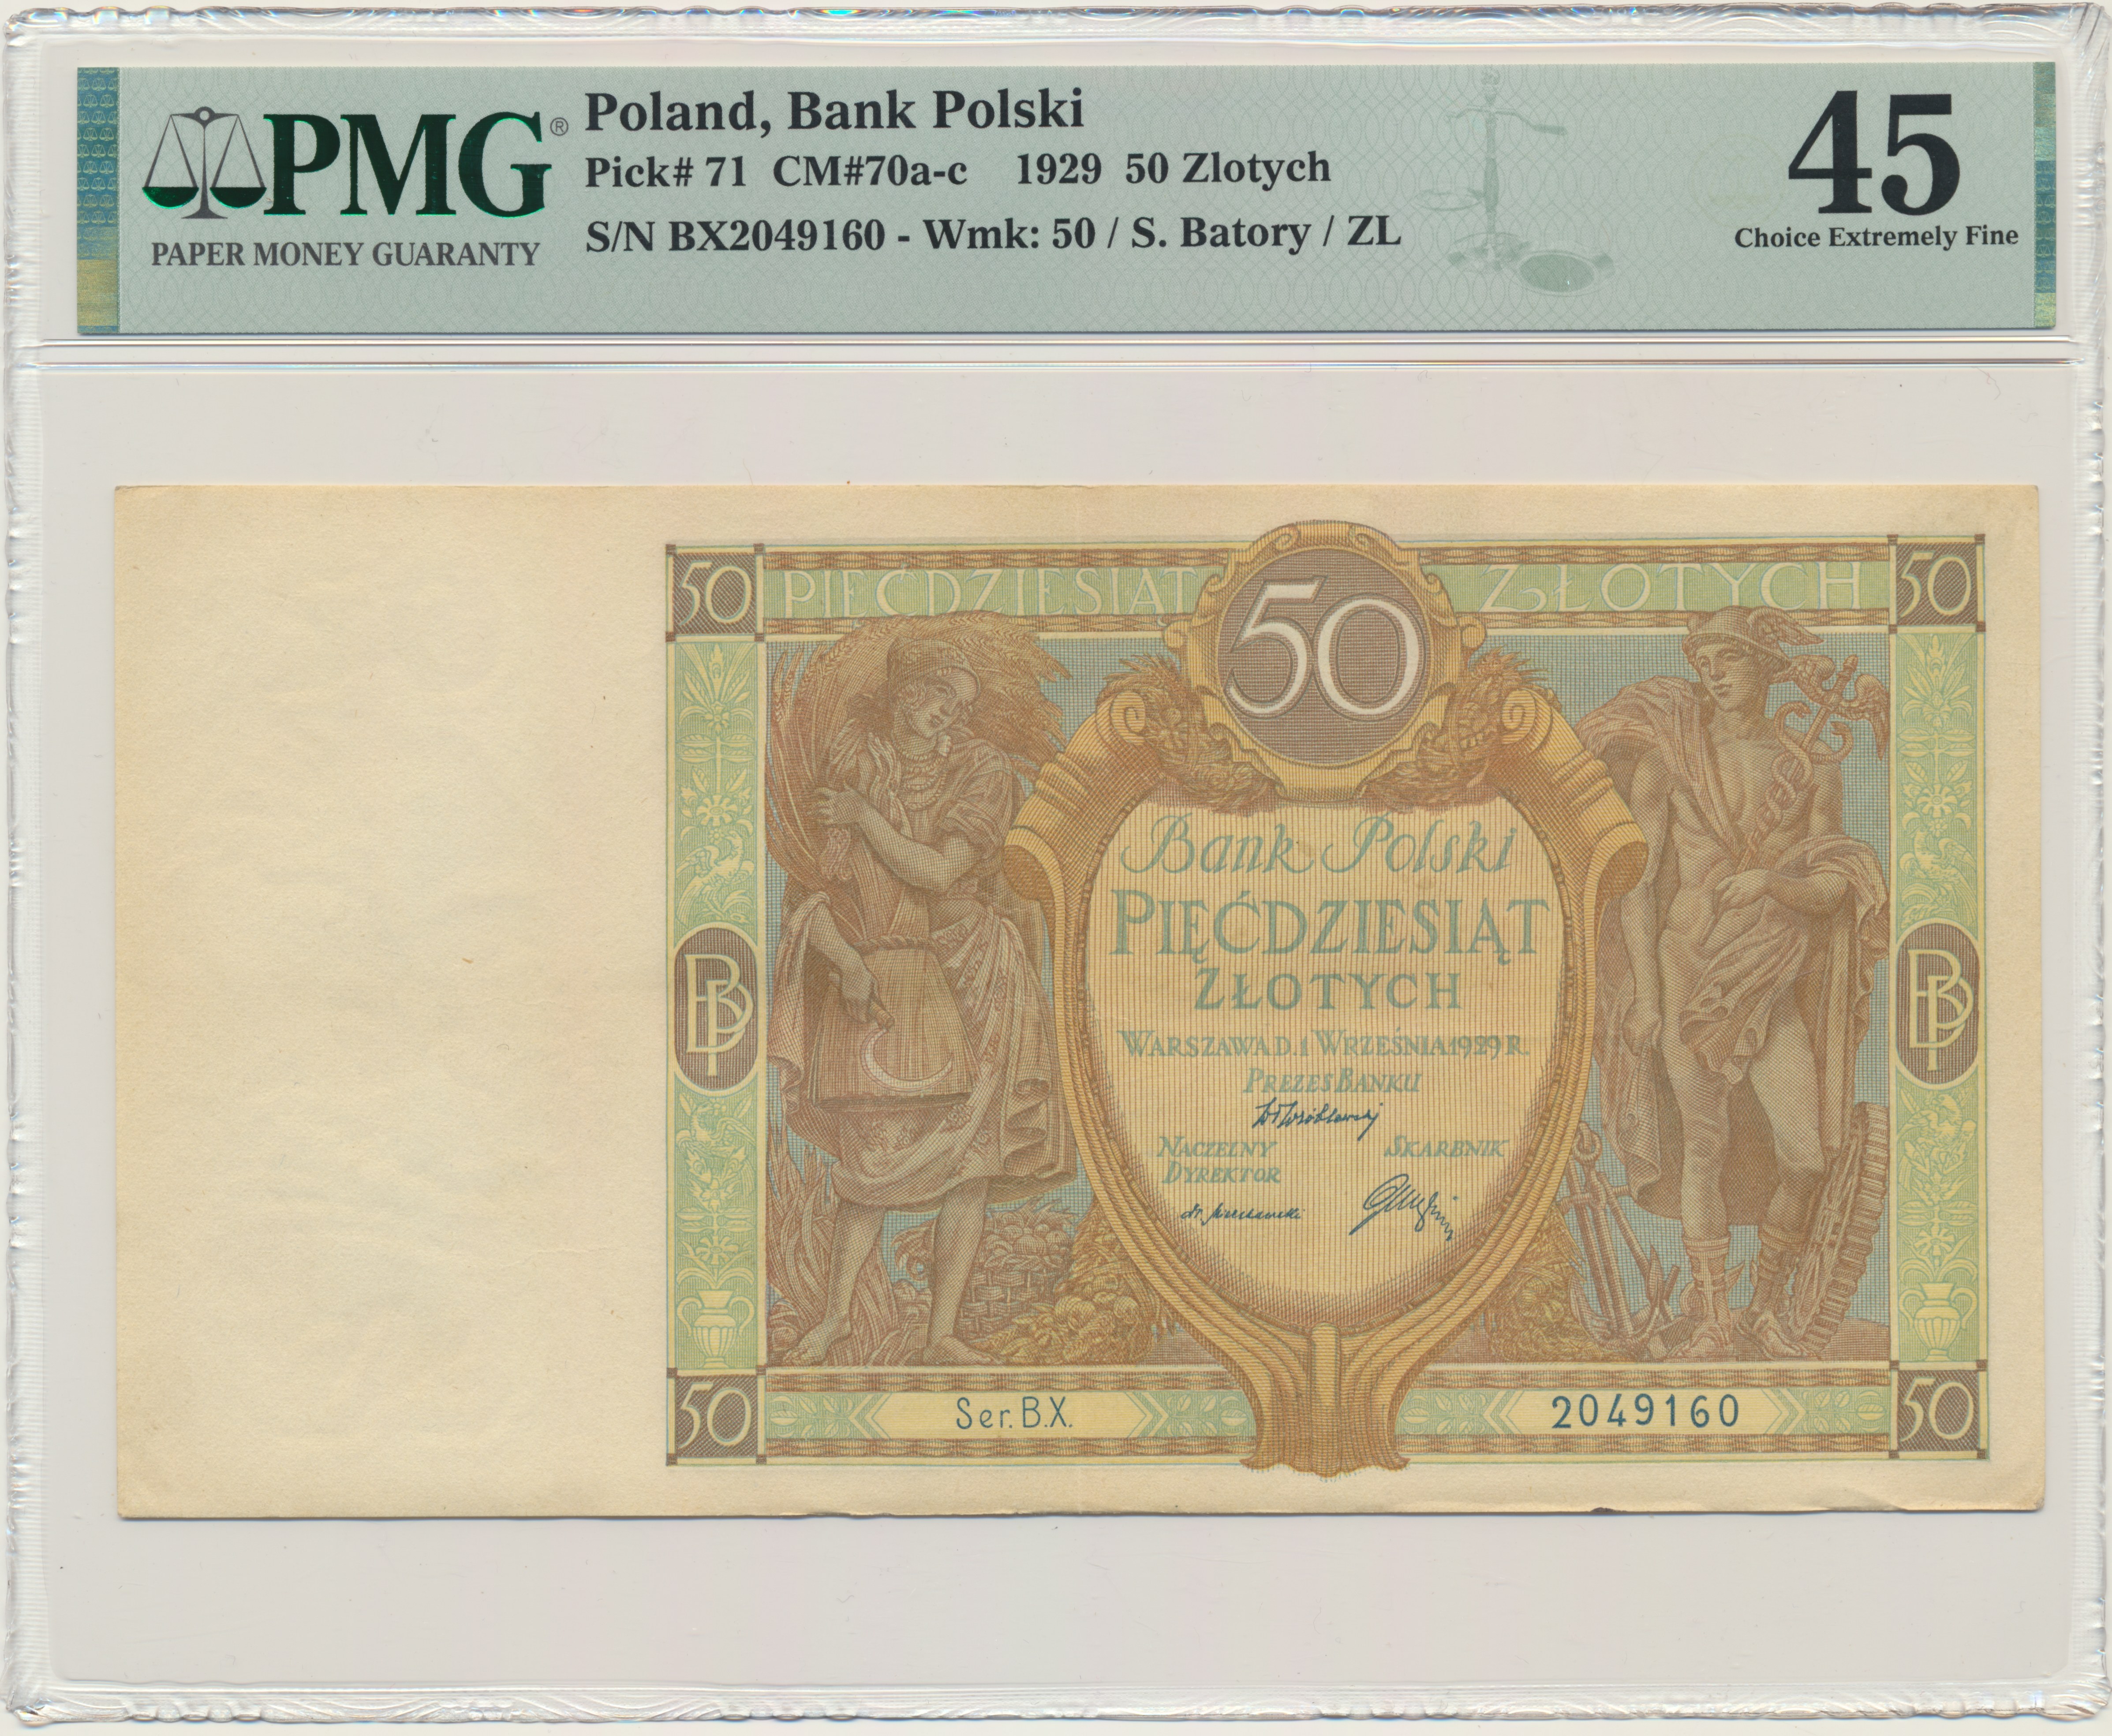 PMG®
PAPER MONEY GUARANTY
Poland, Bank Polski
Pick# 71 CM#70a-c 1929 50 Zlotych
S/N BX2049160 - Wmk: 50 / S. Batory / ZL
45
Choice Extremely Fine
50 PIĘĆDZIESIĄT 50 ZŁOTYCH 50
Bank Polski
PIĘĆDZIESIĄT
ZŁOTYCH
BP BP
WARSZAWA D. 1 WRZEŚNIA 1929 R.
PREZES BANKU
NACZELNY SKARBNIK
DYREKTOR
50 Ser. B.X. 2049160 50